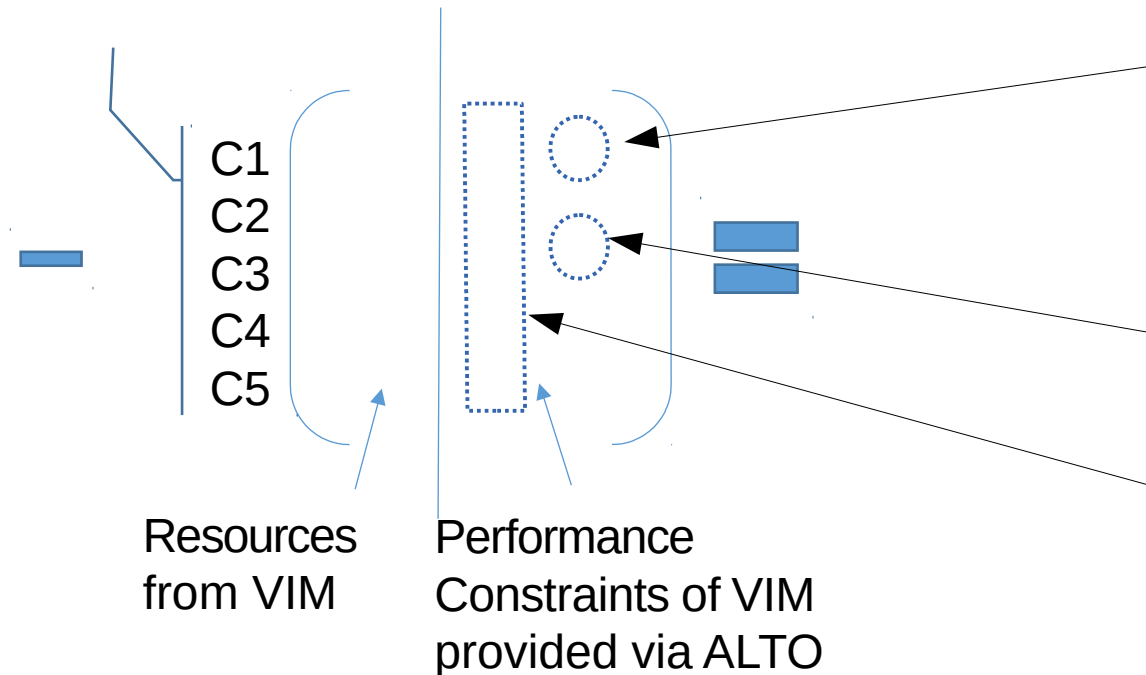 C1
C2
C3
C4
C5
Resources
from VIM
Performance
Constraints of VIM
provided via ALTO